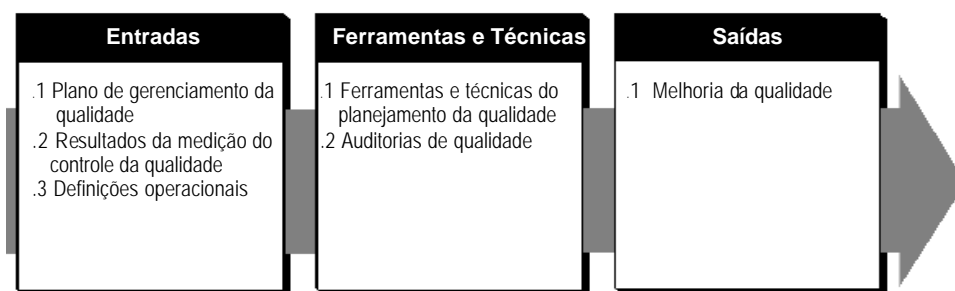 Entradas
.1 Plano de gerenciamento da
qualidade
.2 Resultados da medição do
controle da qualidade
.3 Definições operacionais
Ferramentas e Técnicas
.1 Ferramentas e técnicas do
planejamento da qualidade
.2 Auditorias de qualidade
Saídas
.1 Melhoria da qualidade